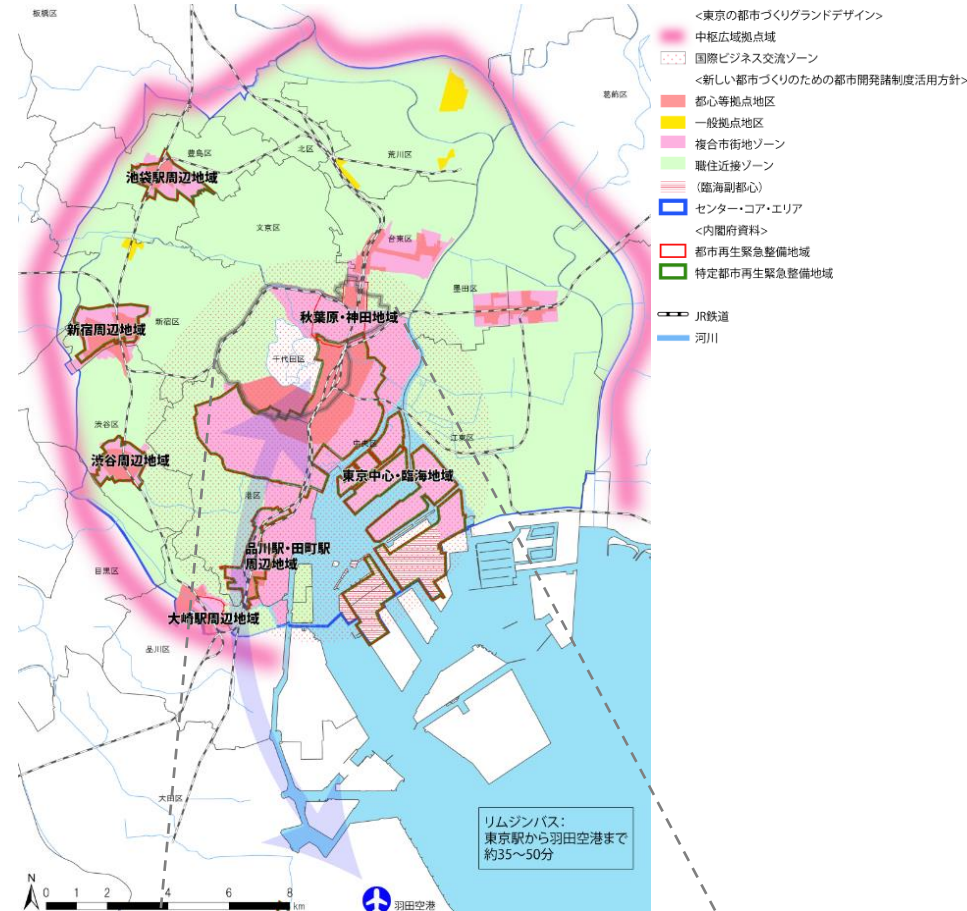 板橋区
葛飾区
豊島区
北区
荒川区
池袋駅周辺地域
文京区
台東区
墨田区
新宿周辺地域
新宿区
秋葉原・神田地域
千代田区
渋谷区
渋谷周辺地域
中央区
江東区
東京中心・臨海地域
港区
品川駅・田町駅
周辺地域
目黒区
大崎駅周辺地域
品川区
大田区
リムジンバス：
東京駅から羽田空港まで
約35～50分
N
0 1 2 4 6 8
km
羽田空港
<東京の都市づくりグランドデザイン>
中枢広域拠点域
国際ビジネス交流ゾーン
<新しい都市づくりのための都市開発諸制度活用方針>
都心等拠点地区
一般拠点地区
複合市街地ゾーン
職住近接ゾーン
（臨海副都心）
センター・コア・エリア
<内閣府資料>
都市再生緊急整備地域
特定都市再生緊急整備地域
JR鉄道
河川